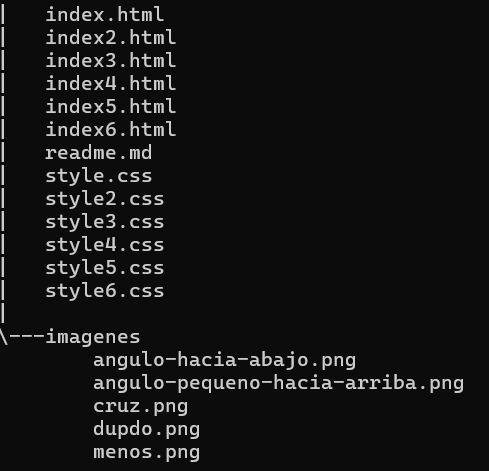 |   index.html
|   index2.html
|   index3.html
|   index4.html
|   index5.html
|   index6.html
|   readme.md
|   style.css
|   style2.css
|   style3.css
|   style4.css
|   style5.css
|   style6.css
|
\---imagenes
        angulo-hacia-abajo.png
        angulo-pequeno-hacia-arriba.png
        cruz.png
        dupdo.png
        menos.png